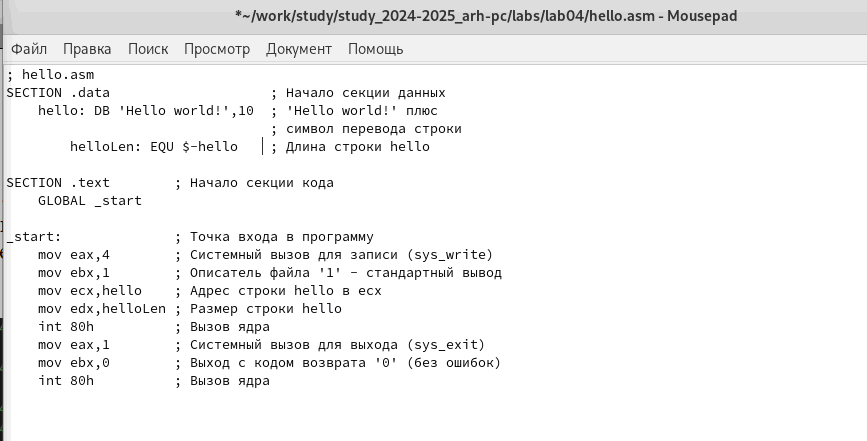 *~/work/study/study_2024-2025_arh-pc/labs/lab04/hello.asm - Mousepad
Файл Правка Поиск Просмотр Документ Помощь
; hello.asm
SECTION .data                    ; Начало секции данных
    hello: DB 'Hello world!',10  ; 'Hello world!' плюс
                                 ; символ перевода строки
        helloLen: EQU $-hello    ; Длина строки hello

SECTION .text        ; Начало секции кода
    GLOBAL _start

_start:              ; Точка входа в программу
    mov eax,4        ; Системный вызов для записи (sys_write)
    mov ebx,1        ; Описатель файла '1' - стандартный вывод
    mov ecx,hello    ; Адрес строки hello в ecx
    mov edx,helloLen ; Размер строки hello
    int 80h          ; Вызов ядра
    mov eax,1        ; Системный вызов для выхода (sys_exit)
    mov ebx,0        ; Выход с кодом возврата '0' (без ошибок)
    int 80h          ; Вызов ядра